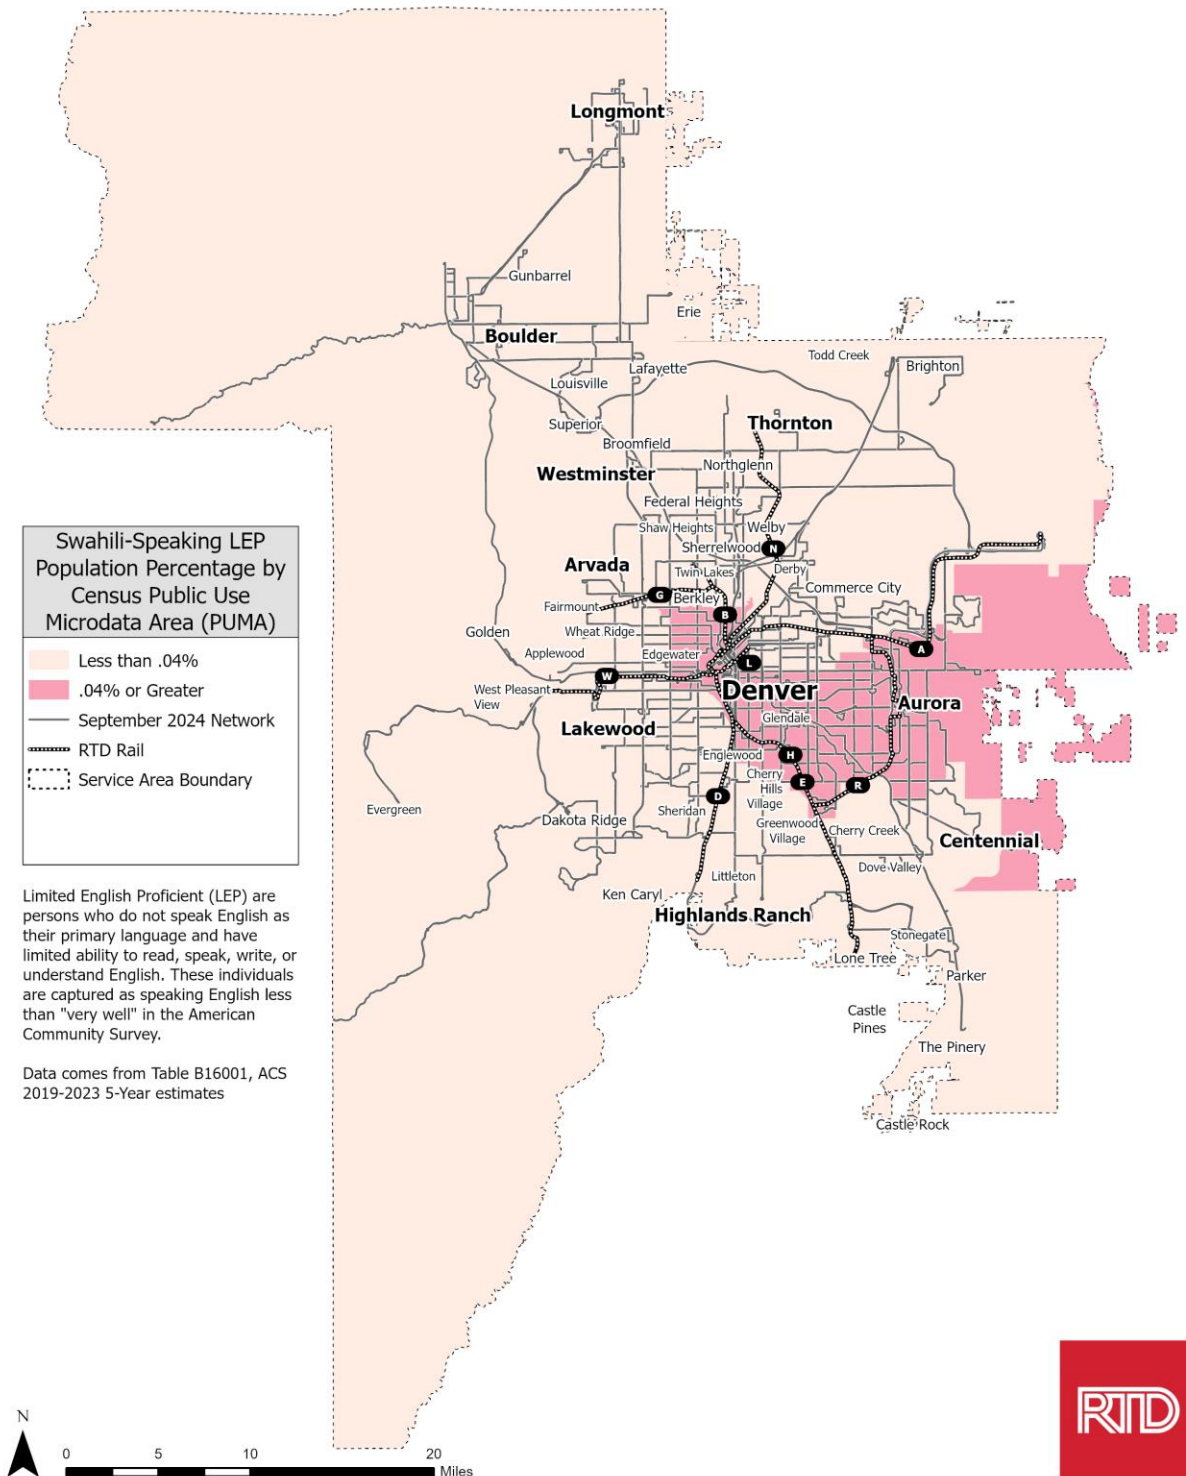 Longmont
Gunbarrel
Erie
Boulder
Todd Creek
Brighton
Lafayette
Louisville
Superior
Thornton
Broomfield
Westminster
Northglenn
Federal Heights
Shaw Heights
Welby
Sherrelwood
N
Arvada
Twin Lakes
Derby
Commerce City
G
Berkley
Fairmount
B
Golden
Wheat Ridge
Applewood
Edgewater
A
L
W
West Pleasant
View
Denver
Aurora
Lakewood
Glendale
Englewood
H
Cherry
Hills
Village
E
R
D
Evergreen
Sheridan
Dakota Ridge
Greenwood
Village
Cherry Creek
Centennial
Dove Valley
Littleton
Ken Caryl
Highlands Ranch
Stonegate
Lone Tree
Parker
Castle
Pines
The Pinery
Castle Rock
Swahili-Speaking LEP
Population Percentage by
Census Public Use
Microdata Area (PUMA)
Less than .04%
.04% or Greater
September 2024 Network
RTD Rail
Service Area Boundary
Limited English Proficient (LEP) are
persons who do not speak English as
their primary language and have
limited ability to read, speak, write, or
understand English. These individuals
are captured as speaking English less
than "very well" in the American
Community Survey.
Data comes from Table B16001, ACS
2019-2023 5-Year estimates
N
0 5 10 20
Miles
RTD